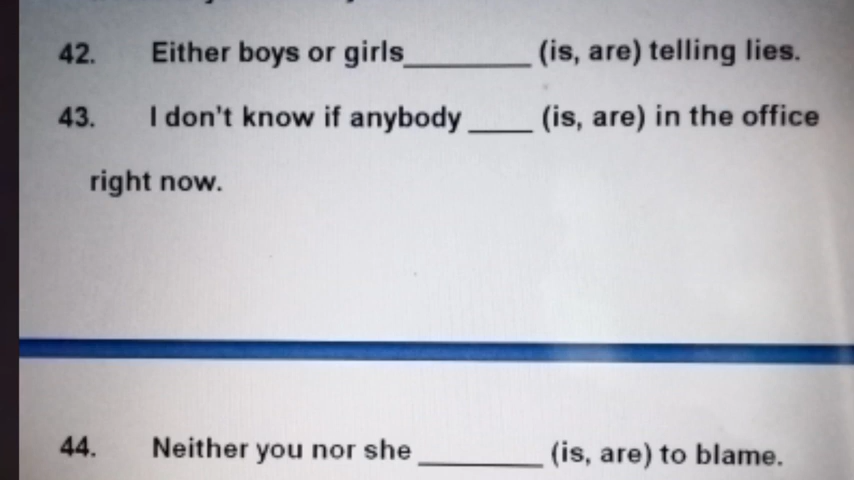 42. Either boys or girls________ (is, are) telling lies.
43. I don't know if anybody ____ (is, are) in the office
right now.
44. Neither you nor she ________ (is, are) to blame.